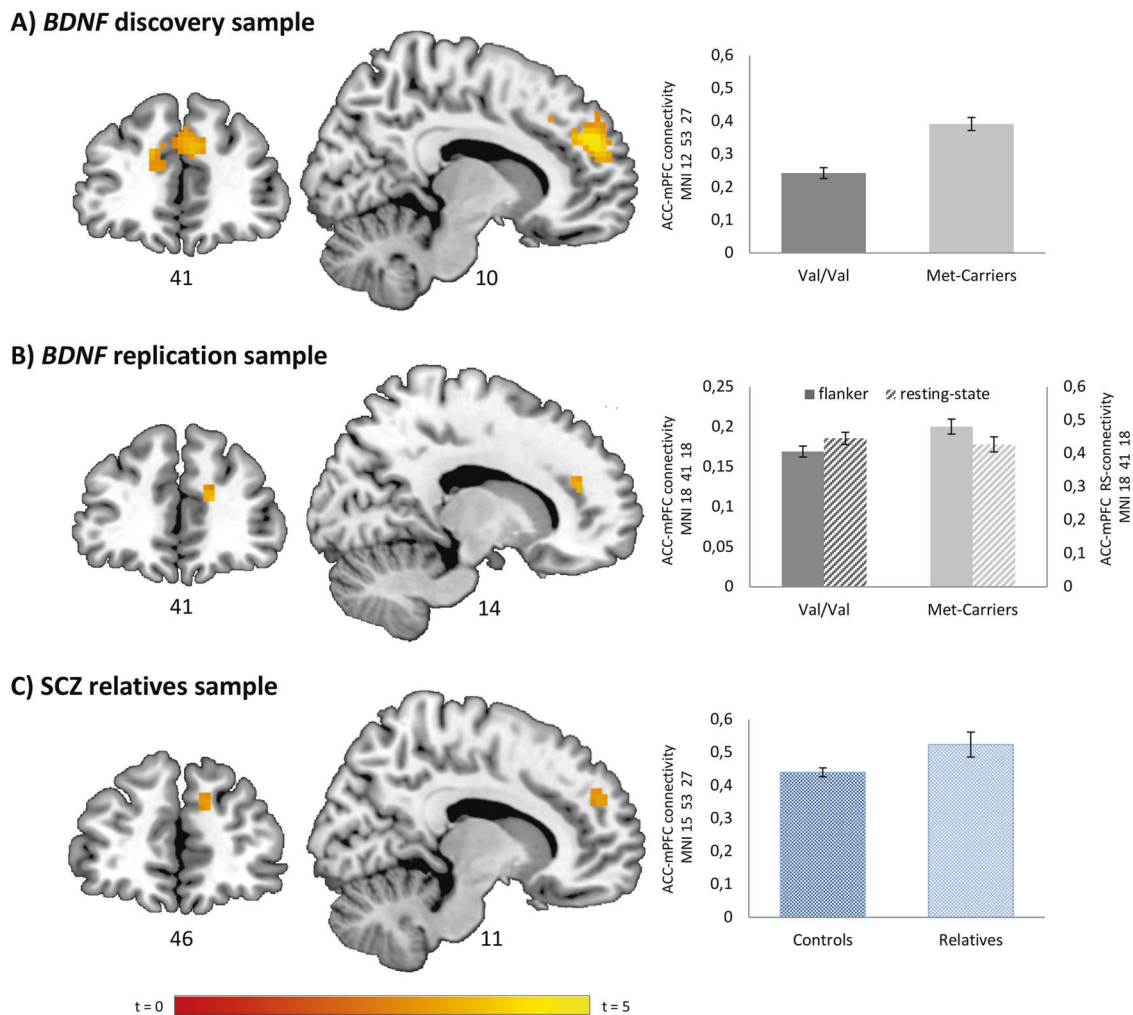 A) BDNF discovery sample
41
10
ACC-mPFC connectivity
MNI 12 53 27
0,6
0,5
0,4
0,3
0,2
0,1
0
Val/Val
Met-Carriers
B) BDNF replication sample
41
14
ACC-mPFC connectivity
MNI 18 41 18
0,25
0,2
0,15
0,1
0,05
0
flanker
resting-state
Val/Val
Met-Carriers
0,6
0,5
0,4
0,3
0,2
0,1
0
ACC-mPFC RS-connectivity
MNI 18 41 18
C) SCZ relatives sample
46
11
ACC-mPFC connectivity
MNI 15 53 27
0,6
0,5
0,4
0,3
0,2
0,1
0
Controls
Relatives
t = 0
t = 5